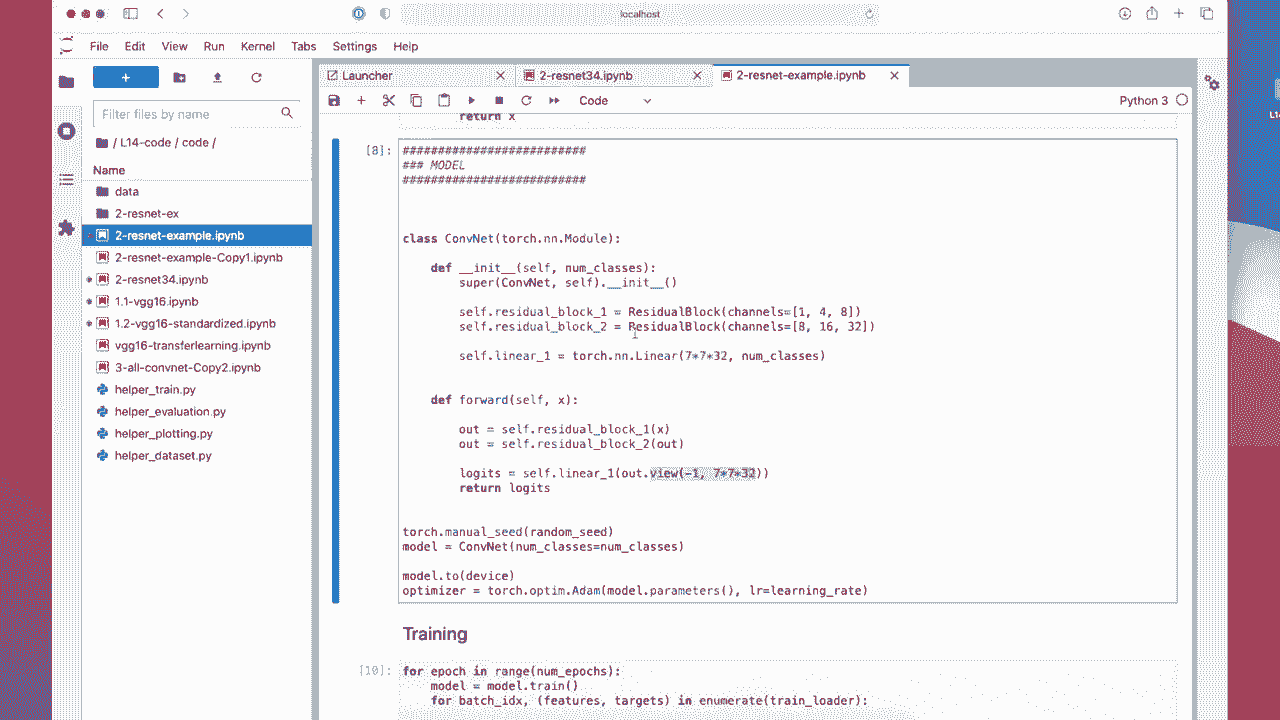 localhost
File Edit View Run Kernel Tabs Settings Help
Launcher
2-resnet34.ipynb
2-resnet-example.ipynb
Filter files by name
Code
Python 3
/ L14-code / code /
Name
data
2-resnet-ex
2-resnet-example.ipynb
2-resnet-example-Copy1.ipynb
2-resnet34.ipynb
1.1-vgg16.ipynb
1.2-vgg16-standardized.ipynb
vgg16-transferlearning.ipynb
3-all-convnet-Copy2.ipynb
helper_train.py
helper_evaluation.py
helper_plotting.py
helper_dataset.py
return x
[8]:
##########################
### MODEL
##########################
class ConvNet(torch.nn.Module):
def __init__(self, num_classes):
super(ConvNet, self).__init__()
self.residual_block_1 = ResidualBlock(channels=[1, 4, 8])
self.residual_block_2 = ResidualBlock(channels=[8, 16, 32])
self.linear_1 = torch.nn.Linear(7*7*32, num_classes)
def forward(self, x):
out = self.residual_block_1(x)
out = self.residual_block_2(out)
logits = self.linear_1(out.view(-1, 7*7*32))
return logits
torch.manual_seed(random_seed)
model = ConvNet(num_classes=num_classes)
model.to(device)
optimizer = torch.optim.Adam(model.parameters(), lr=learning_rate)
Training
[10]:
for epoch in range(num_epochs):
model = model.train()
for batch_idx, (features, targets) in enumerate(train_loader):